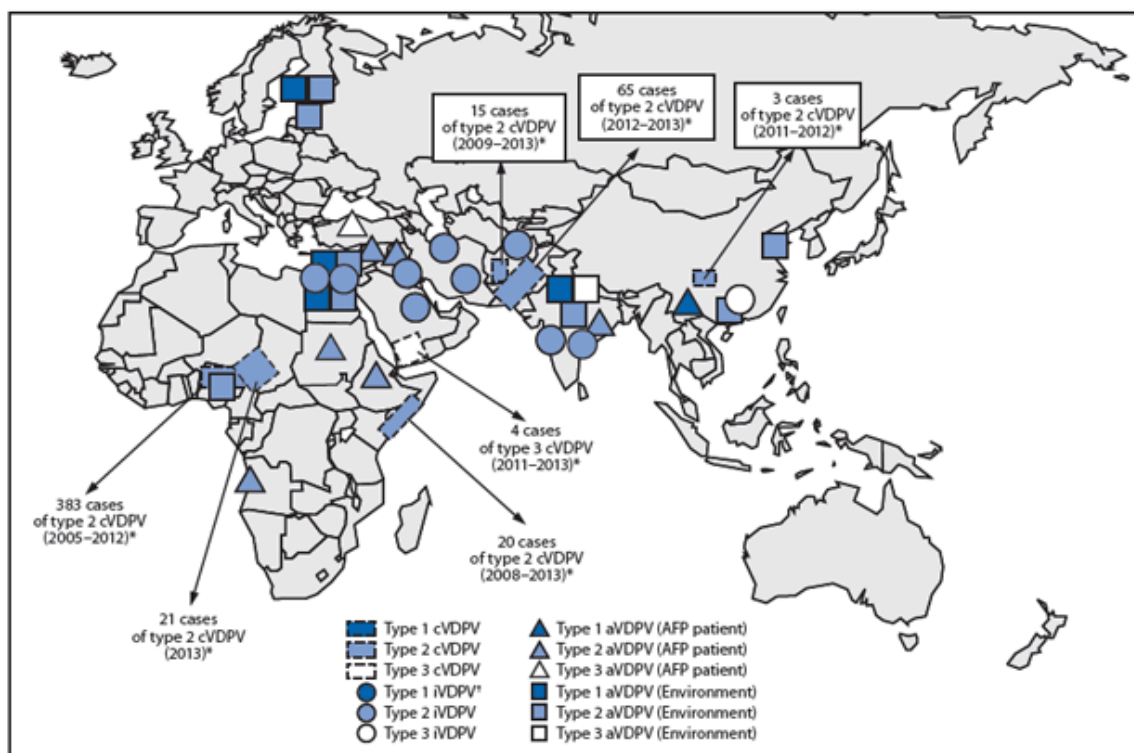 15 cases
of type 2 cVDPV
(2009–2013)*
65 cases
of type 2 cVDPV
(2012–2013)*
3 cases
of type 2 cVDPV
(2011–2012)*
4 cases
of type 3 cVDPV
(2011–2013)*
383 cases
of type 2 cVDPV
(2005–2012)*
20 cases
of type 2 cVDPV
(2008–2013)*
21 cases
of type 2 cVDPV
(2013)*
Type 1 cVDPV
Type 2 cVDPV
Type 3 cVDPV
Type 1 iVDPV†
Type 2 iVDPV
Type 3 iVDPV
Type 1 aVDPV (AFP patient)
Type 2 aVDPV (AFP patient)
Type 3 aVDPV (AFP patient)
Type 1 aVDPV (Environment)
Type 2 aVDPV (Environment)
Type 3 aVDPV (Environment)